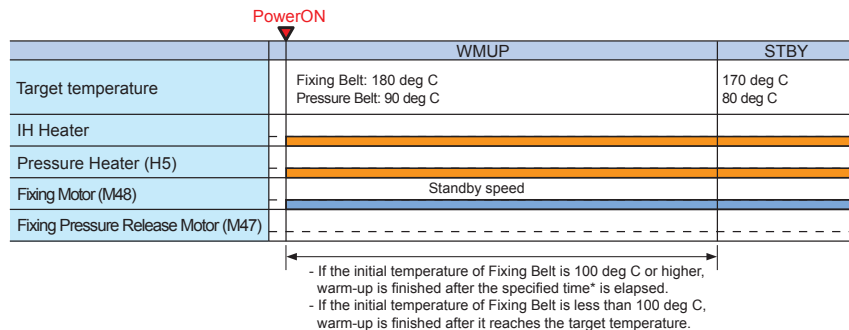 PowerON
WMUP STBY
Target temperature
Fixing Belt: 180 deg C 170 deg C
Pressure Belt: 90 deg C 80 deg C
IH Heater
Pressure Heater (H5)
Fixing Motor (M48) Standby speed
Fixing Pressure Release Motor (M47)
- If the initial temperature of Fixing Belt is 100 deg C or higher,
warm-up is finished after the specified time* is elapsed.
- If the initial temperature of Fixing Belt is less than 100 deg C,
warm-up is finished after it reaches the target temperature.